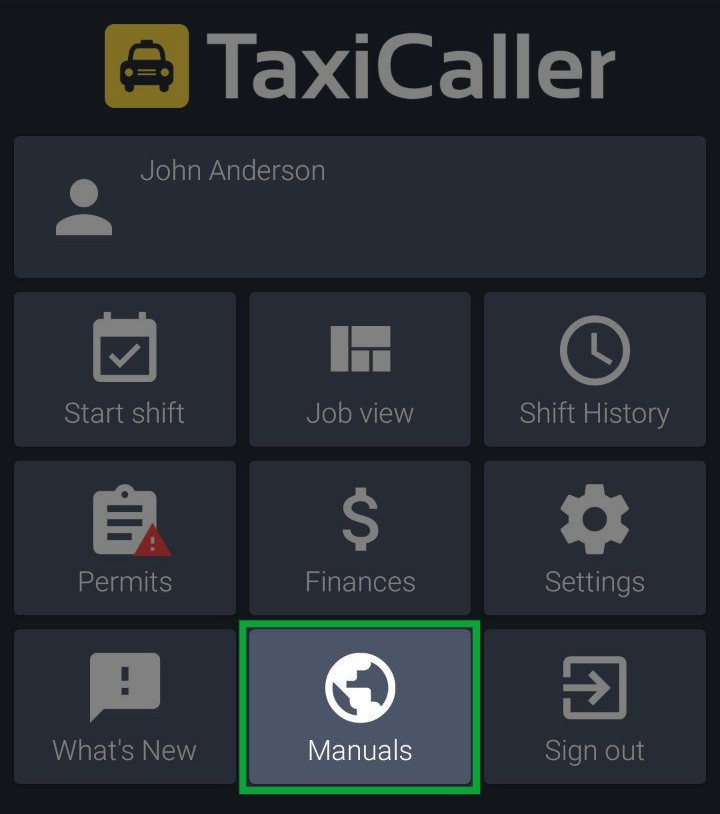 TaxiCaller
John Anderson
Start shift
Job view
Shift History
Permits
Finances
Settings
What's New
Manuals
Sign out